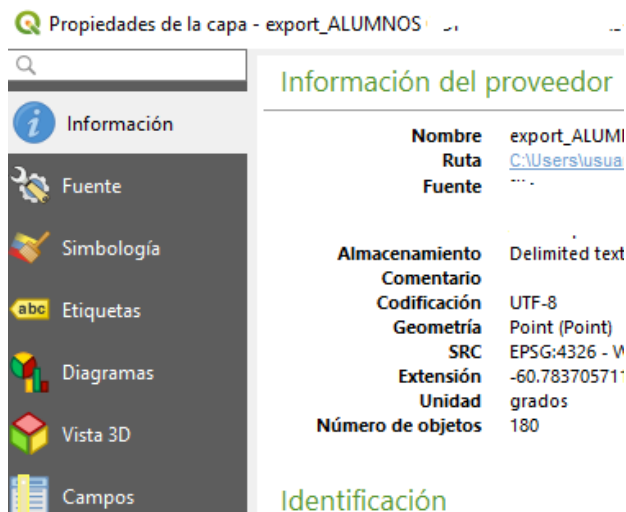 Propiedades de la capa - export_ALUMNOS
Información
Fuente
Simbología
abc Etiquetas
Diagramas
Vista 3D
Campos
Información del proveedor
Nombre export_ALUM
Ruta C:\Users\usua
Fuente
Almacenamiento Delimited text
Comentario
Codificación UTF-8
Geometría Point (Point)
SRC EPSG:4326 - W
Extensión -60.78370571
Unidad grados
Número de objetos 180
Identificación